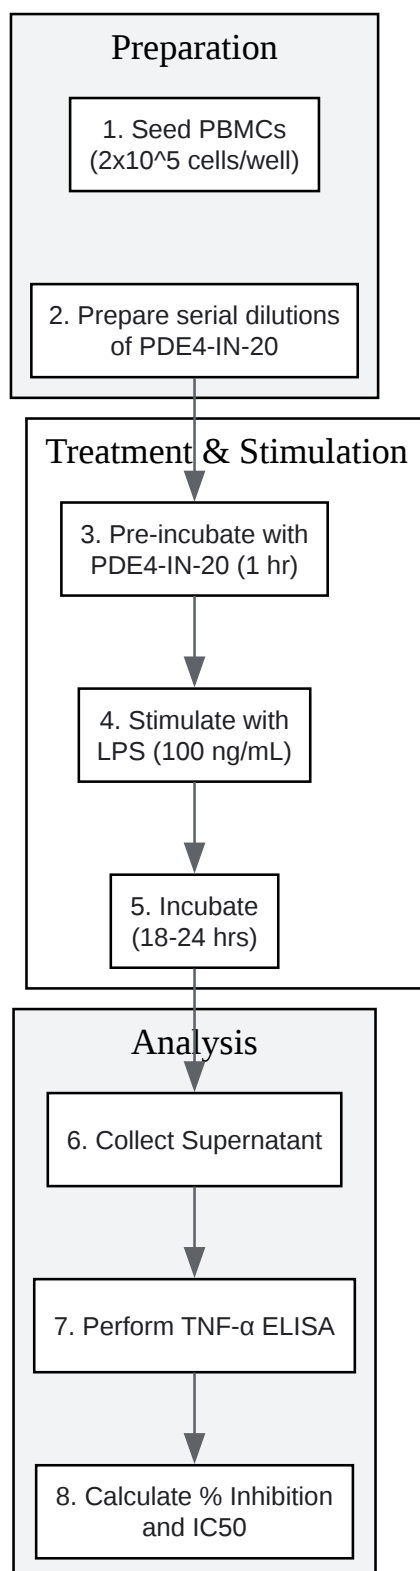 Preparation
1. Seed PBMCs
(2x10^5 cells/well)
2. Prepare serial dilutions
of PDE4-IN-20
Treatment & Stimulation
3. Pre-incubate with
PDE4-IN-20 (1 hr)
4. Stimulate with
LPS (100 ng/mL)
5. Incubate
(18-24 hrs)
Analysis
6. Collect Supernatant
7. Perform TNF-α ELISA
8. Calculate % Inhibition
and IC50